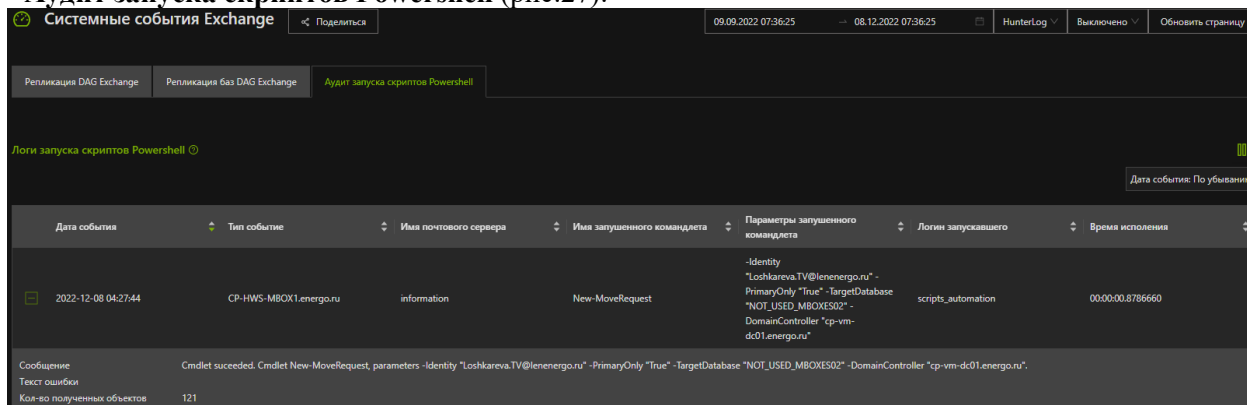 Аудит запуска скриптов Powershell (рис.27).
Системные события Exchange
Поделиться
09.09.2022 07:36:25 → 08.12.2022 07:36:25
HunterLog
Выключено
Обновить страницу
Репликация DAG Exchange
Репликация баз DAG Exchange
Аудит запуска скриптов Powershell
Логи запуска скриптов Powershell
Дата события: По убывани
Дата события
Тип событие
Имя почтового сервера
Имя запушенного командлета
Параметры запушенного
командлета
Логин запускавшего
Время исполения
2022-12-08 04:27:44
CP-HWS-MBOX1.energo.ru
information
New-MoveRequest
-Identity
"Loshkareva.TV@lenenergo.ru" -
PrimaryOnly "True" -TargetDatabase
"NOT_USED_MBOXES02" -
DomainController "cp-vm-
dc01.energo.ru"
scripts_automation
00:00:00.8786660
Сообщение
Cmdlet suceeded. Cmdlet New-MoveRequest, parameters -Identity "Loshkareva.TV@lenenergo.ru" -PrimaryOnly "True" -TargetDatabase "NOT_USED_MBOXES02" -DomainController "cp-vm-dc01.energo.ru".
Текст ошибки
Кол-во полученных объектов
121